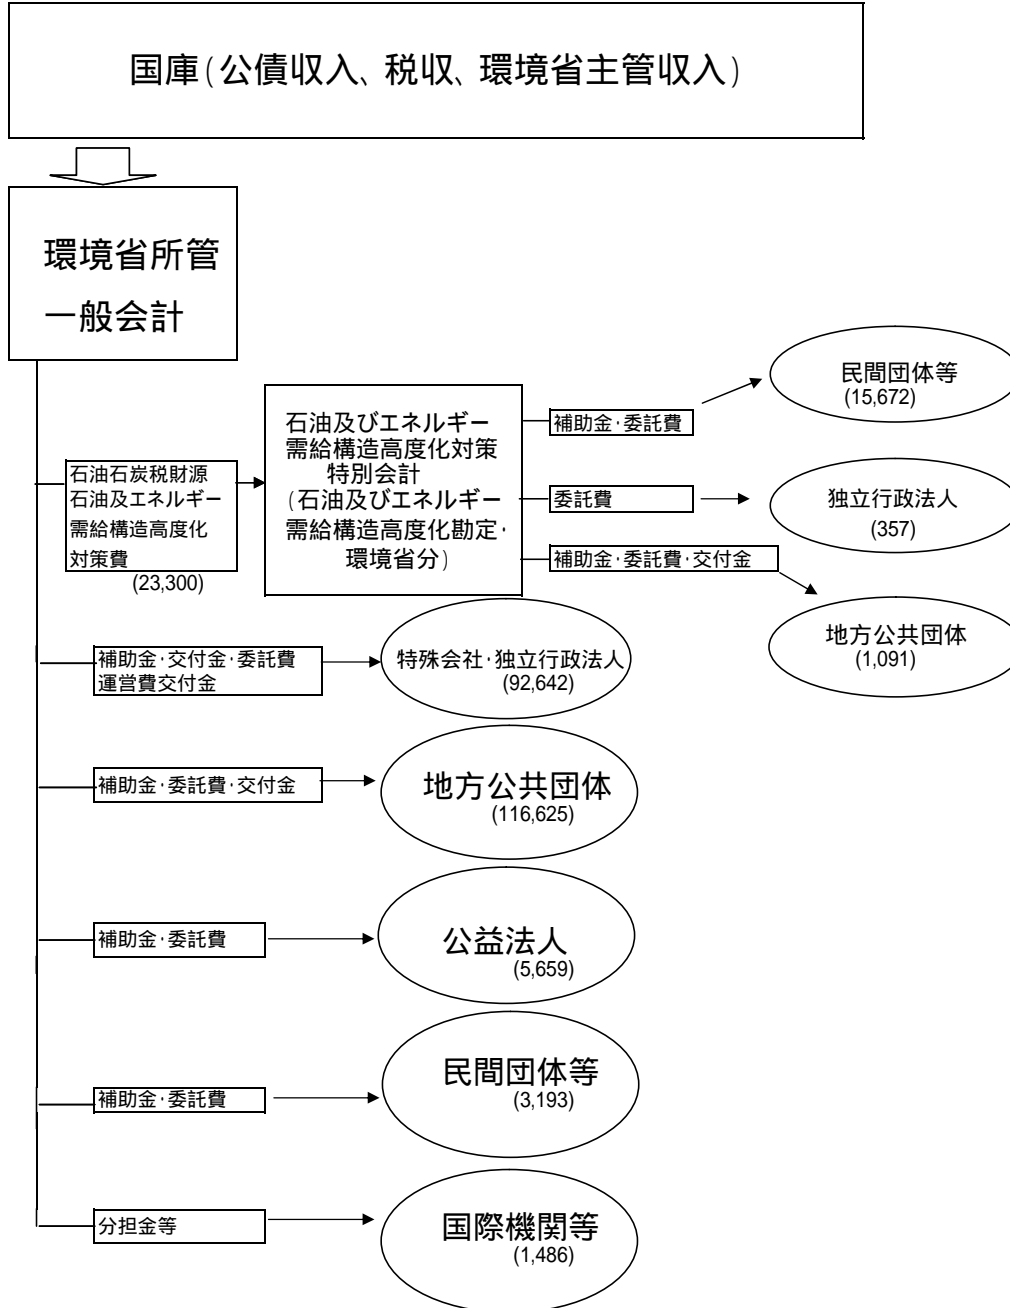 国庫(公債収入、税収、環境省主管収入)
環境省所管
一般会計
石油石炭税財源
石油及エネルギー
需給構造高度化
対策費
(23,300)
石油及びエネルギー
需給構造高度化対策
特別会計
(石油及びエネルギー
需給構造高度化勘定・
環境省分)
補助金・委託費
民間団体等
(15,672)
委託費
独立行政法人
(357)
補助金・委託費・交付金
地方公共団体
(1,091)
補助金・交付金・委託費
運営費交付金
特殊会社・独立行政法人
(92,642)
補助金・委託費・交付金
地方公共団体
(116,625)
補助金・委託費
公益法人
(5,659)
補助金・委託費
民間団体等
(3,193)
分担金等
国際機関等
(1,486)